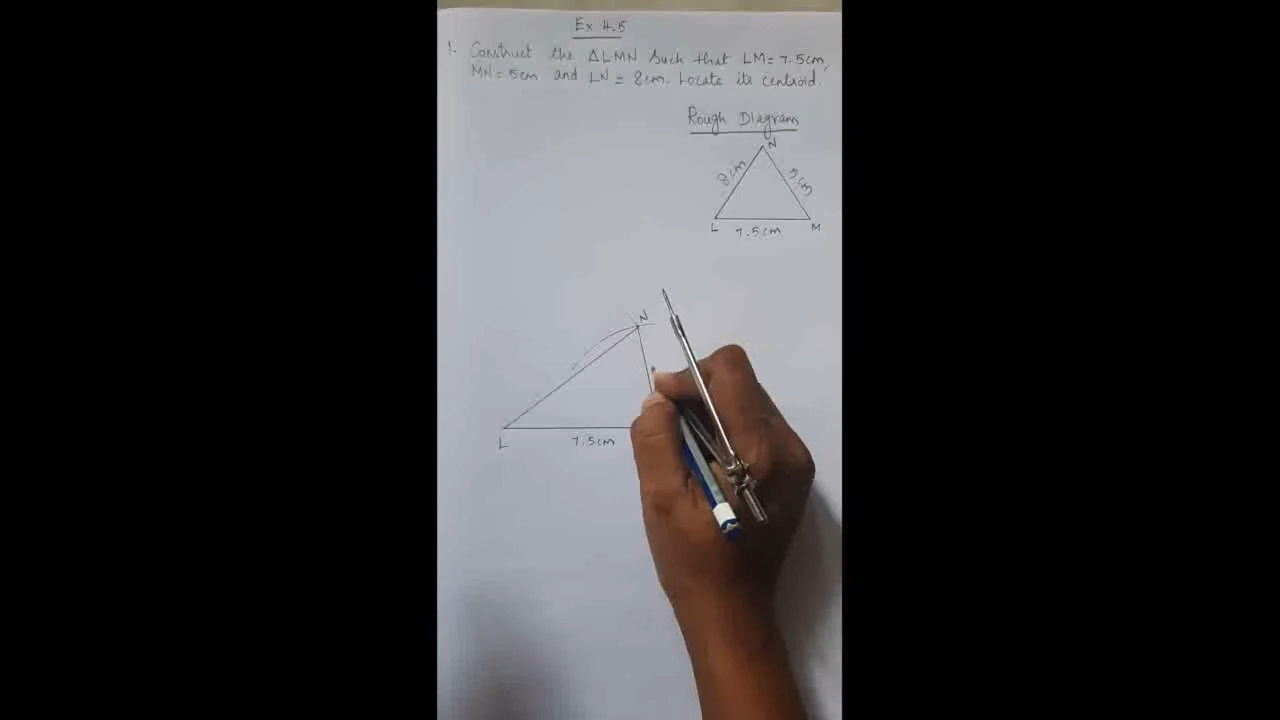 Ex 4.5
1. Construct the ΔLMN such that LM = 7.5cm,
MN = 5cm and LN = 8cm. Locate its centroid.
Rough Diagram
N
8cm 5cm
L M
7.5cm
N
L 7.5cm